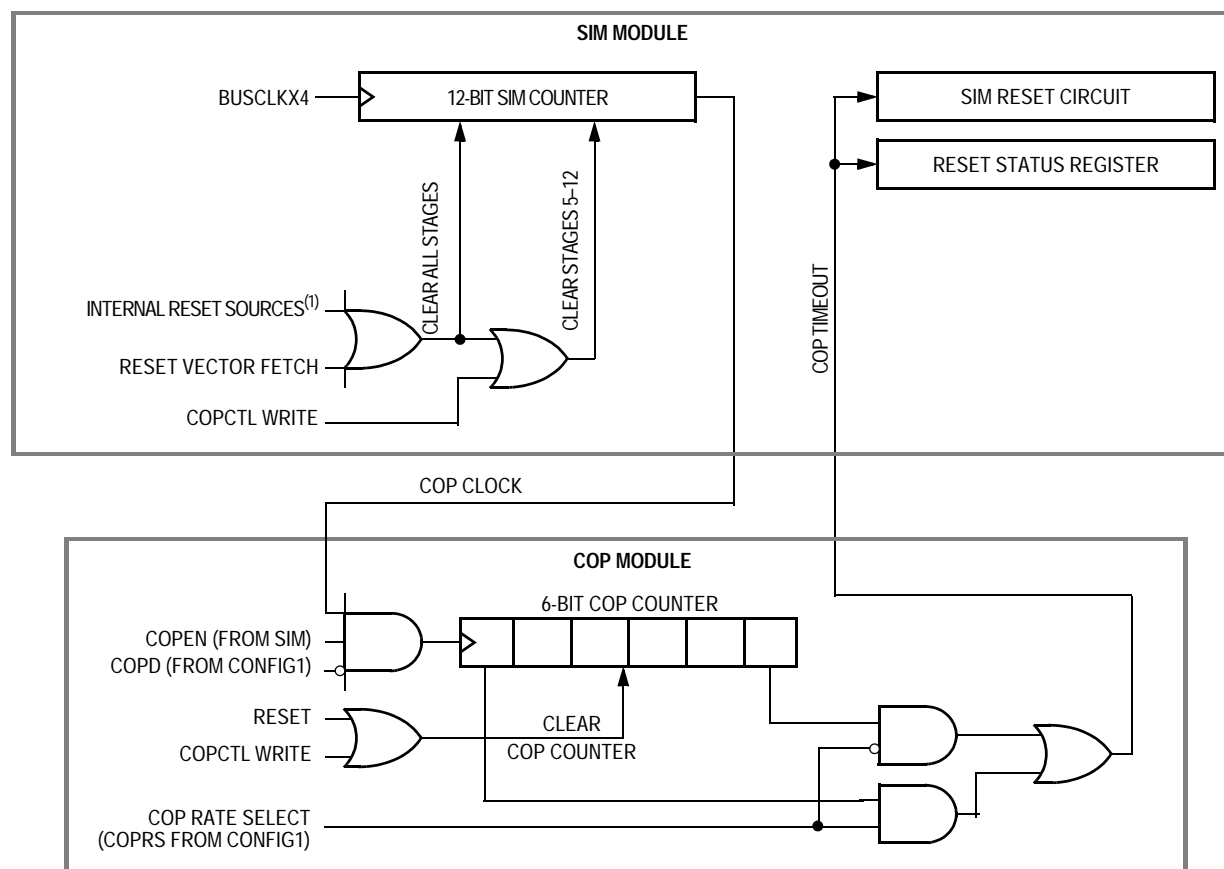 SIM MODULE
BUSCLKX4
12-BIT SIM COUNTER
SIM RESET CIRCUIT
RESET STATUS REGISTER
CLEAR ALL STAGES
CLEAR STAGES 5–12
INTERNAL RESET SOURCES(1)
RESET VECTOR FETCH
COPCTL WRITE
COP TIMEOUT
COP CLOCK
COP MODULE
6-BIT COP COUNTER
COPEN (FROM SIM)
COPD (FROM CONFIG1)
RESET
CLEAR
COPCTL WRITE
COP COUNTER
COP RATE SELECT
(COPRS FROM CONFIG1)